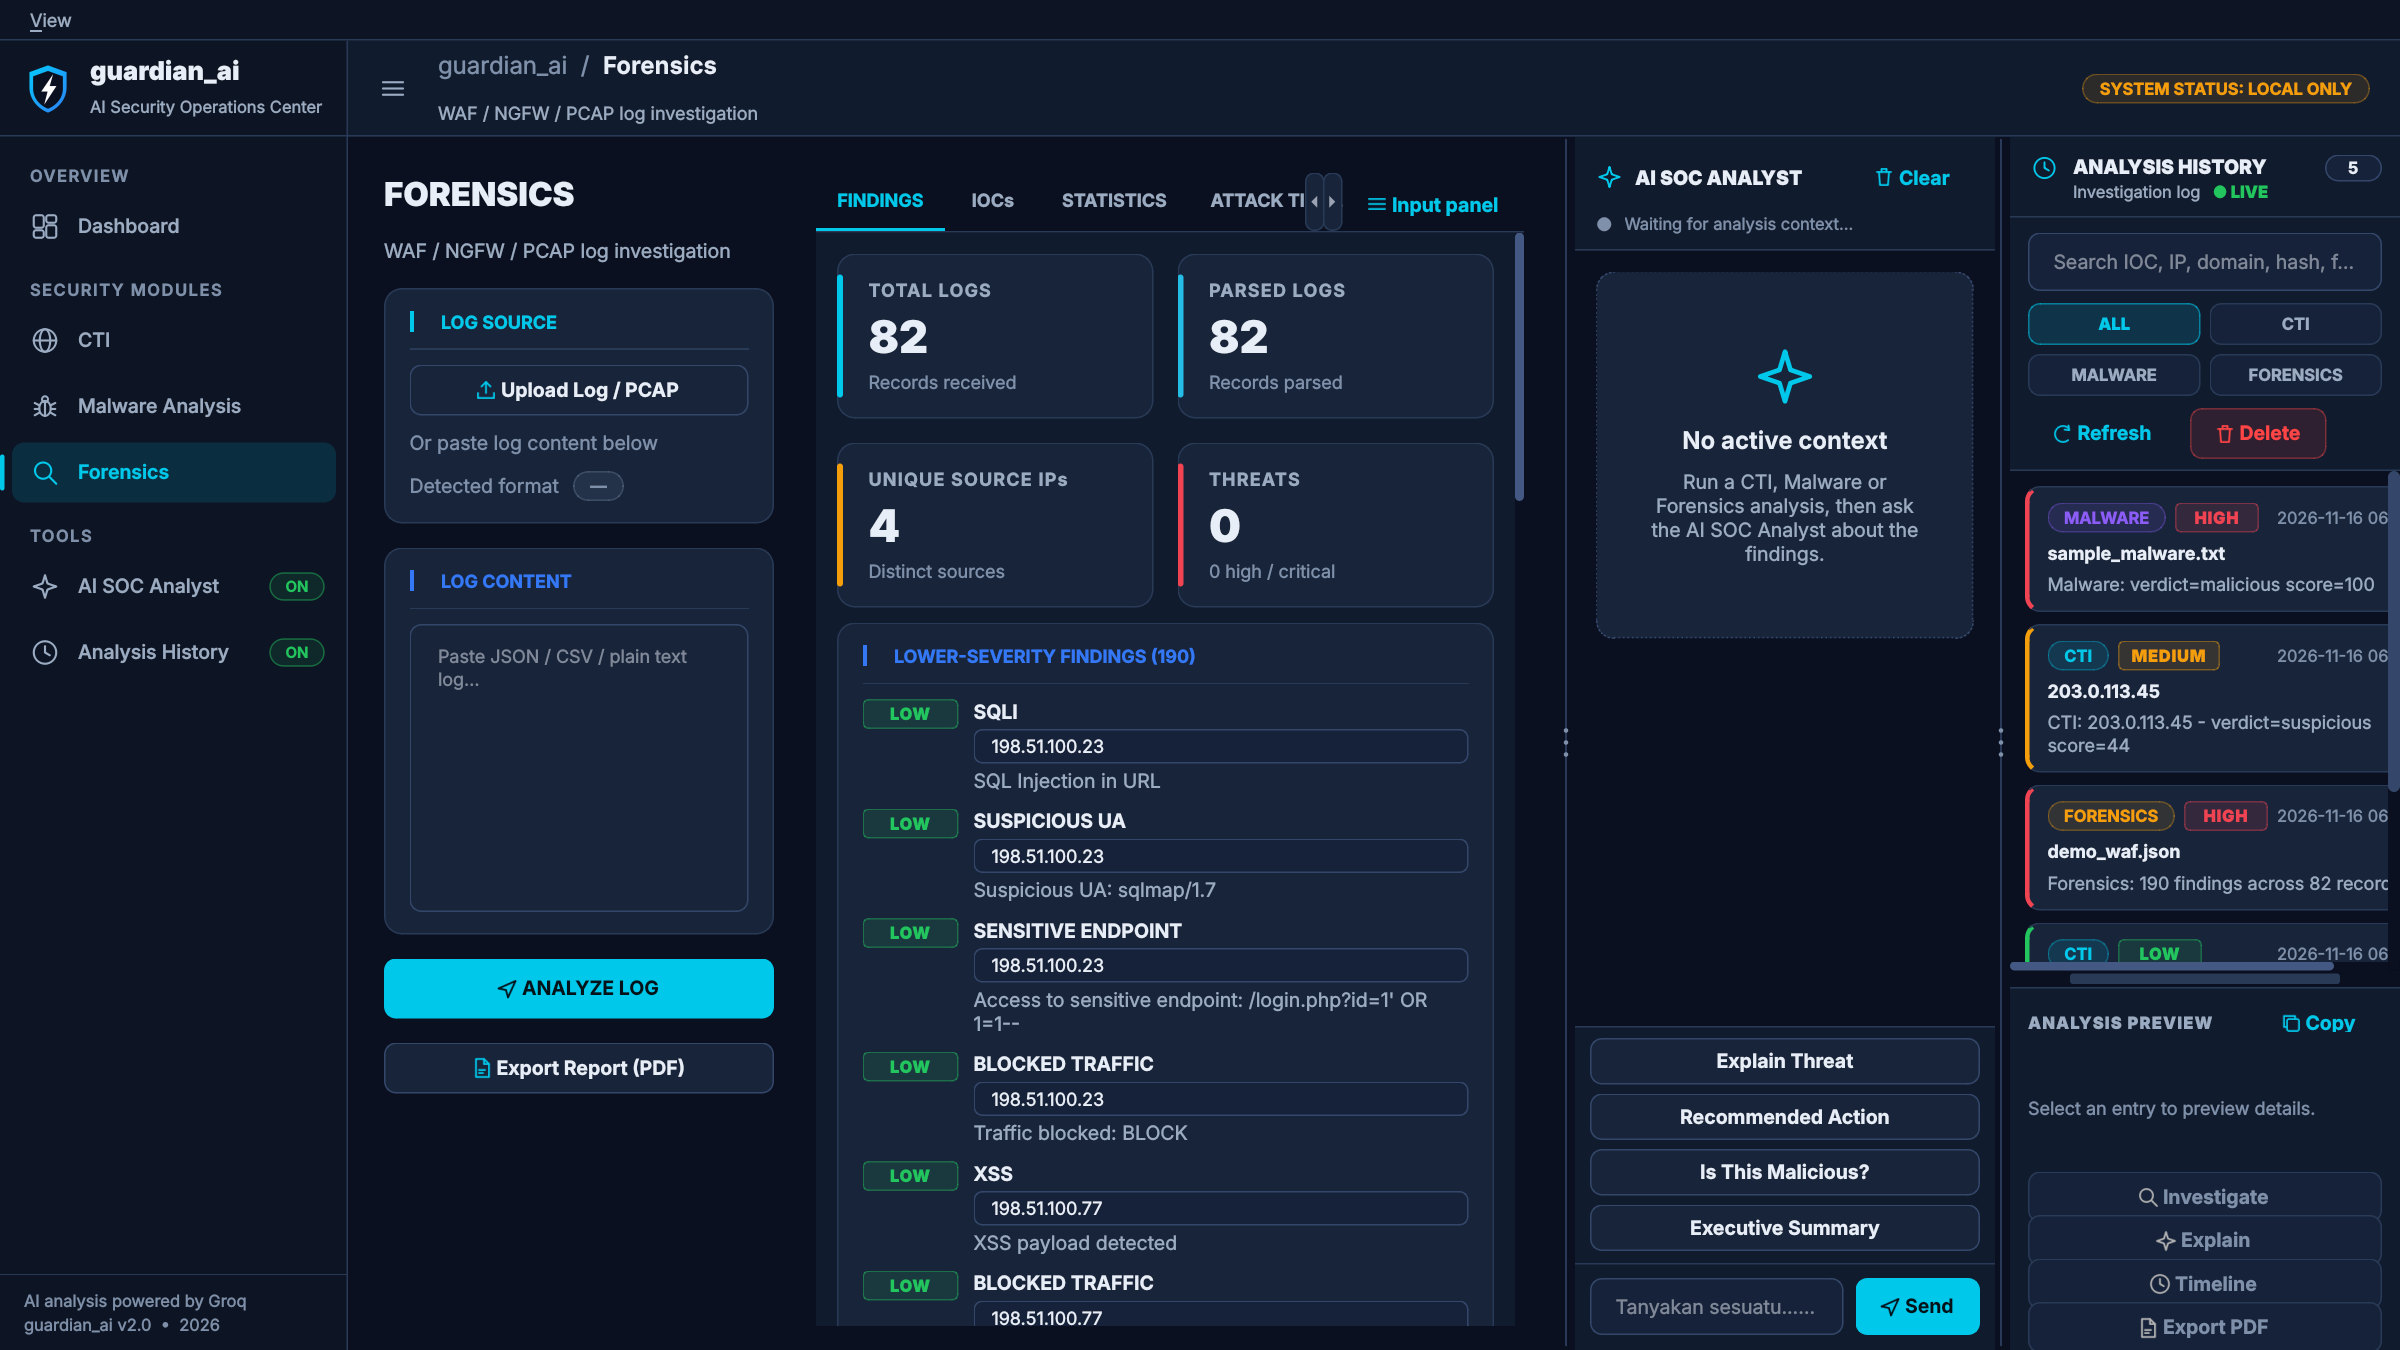 View
guardian_ai
AI Security Operations Center
guardian_ai / Forensics
WAF / NGFW / PCAP log investigation
SYSTEM STATUS: LOCAL ONLY
OVERVIEW
Dashboard
SECURITY MODULES
CTI
Malware Analysis
Forensics
TOOLS
AI SOC Analyst ON
Analysis History ON
AI analysis powered by Groq
guardian_ai v2.0 • 2026
FORENSICS
WAF / NGFW / PCAP log investigation
LOG SOURCE
Upload Log / PCAP
Or paste log content below
Detected format —
LOG CONTENT
Paste JSON / CSV / plain text
log...
ANALYZE LOG
Export Report (PDF)
FINDINGS IOCs STATISTICS ATTACK TI
Input panel
TOTAL LOGS
82
Records received
PARSED LOGS
82
Records parsed
UNIQUE SOURCE IPs
4
Distinct sources
THREATS
0
0 high / critical
LOWER-SEVERITY FINDINGS (190)
LOW SQLI
198.51.100.23
SQL Injection in URL
LOW SUSPICIOUS UA
198.51.100.23
Suspicious UA: sqlmap/1.7
LOW SENSITIVE ENDPOINT
198.51.100.23
Access to sensitive endpoint: /login.php?id=1' OR
1=1--
LOW BLOCKED TRAFFIC
198.51.100.23
Traffic blocked: BLOCK
LOW XSS
198.51.100.77
XSS payload detected
LOW BLOCKED TRAFFIC
198.51.100.77
AI SOC ANALYST
Clear
Waiting for analysis context...
No active context
Run a CTI, Malware or
Forensics analysis, then ask
the AI SOC Analyst about the
findings.
Explain Threat
Recommended Action
Is This Malicious?
Executive Summary
Tanyakan sesuatu......
Send
ANALYSIS HISTORY
5
Investigation log LIVE
Search IOC, IP, domain, hash, f...
ALL CTI
MALWARE FORENSICS
Refresh Delete
MALWARE HIGH 2026-11-16 06
sample_malware.txt
Malware: verdict=malicious score=100
CTI MEDIUM 2026-11-16 06
203.0.113.45
CTI: 203.0.113.45 - verdict=suspicious
score=44
FORENSICS HIGH 2026-11-16 06
demo_waf.json
Forensics: 190 findings across 82 record
CTI LOW 2026-11-16 06
ANALYSIS PREVIEW
Copy
Select an entry to preview details.
Investigate
Explain
Timeline
Export PDF